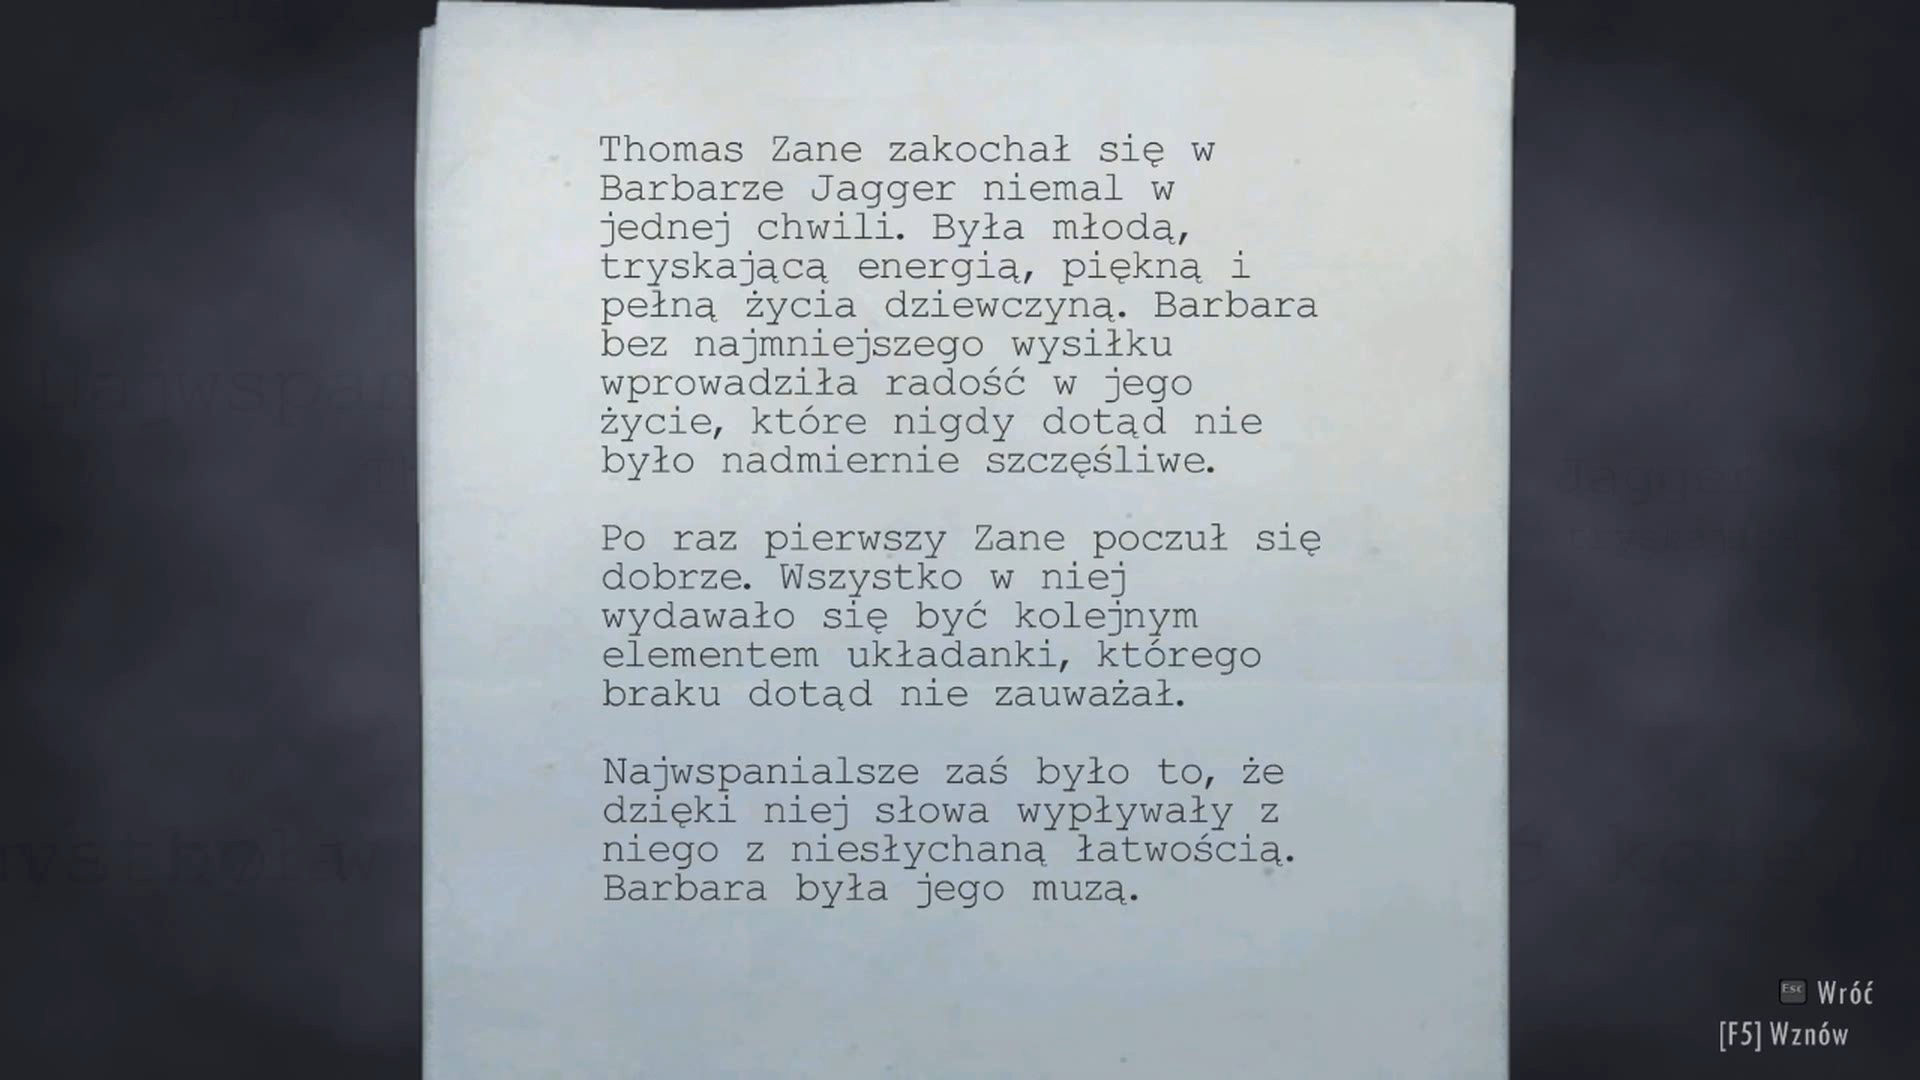 Thomas Zane zakochał się w
Barbarze Jagger niemal w
jednej chwili. Była młodą,
tryskającą energią, piękną i
pełną życia dziewczyną. Barbara
bez najmniejszego wysiłku
wprowadziła radość w jego
życie, które nigdy dotąd nie
było nadmiernie szczęśliwe.
Po raz pierwszy Zane poczuł się
dobrze. Wszystko w niej
wydawało się być kolejnym
elementem układanki, którego
braku dotąd nie zauważał.
Najwspanialsze zaś było to, że
dzięki niej słowa wypływały z
niego z niesłychaną łatwością.
Barbara była jego muzą.
Jagger
Esc Wróć
[F5] Wznów